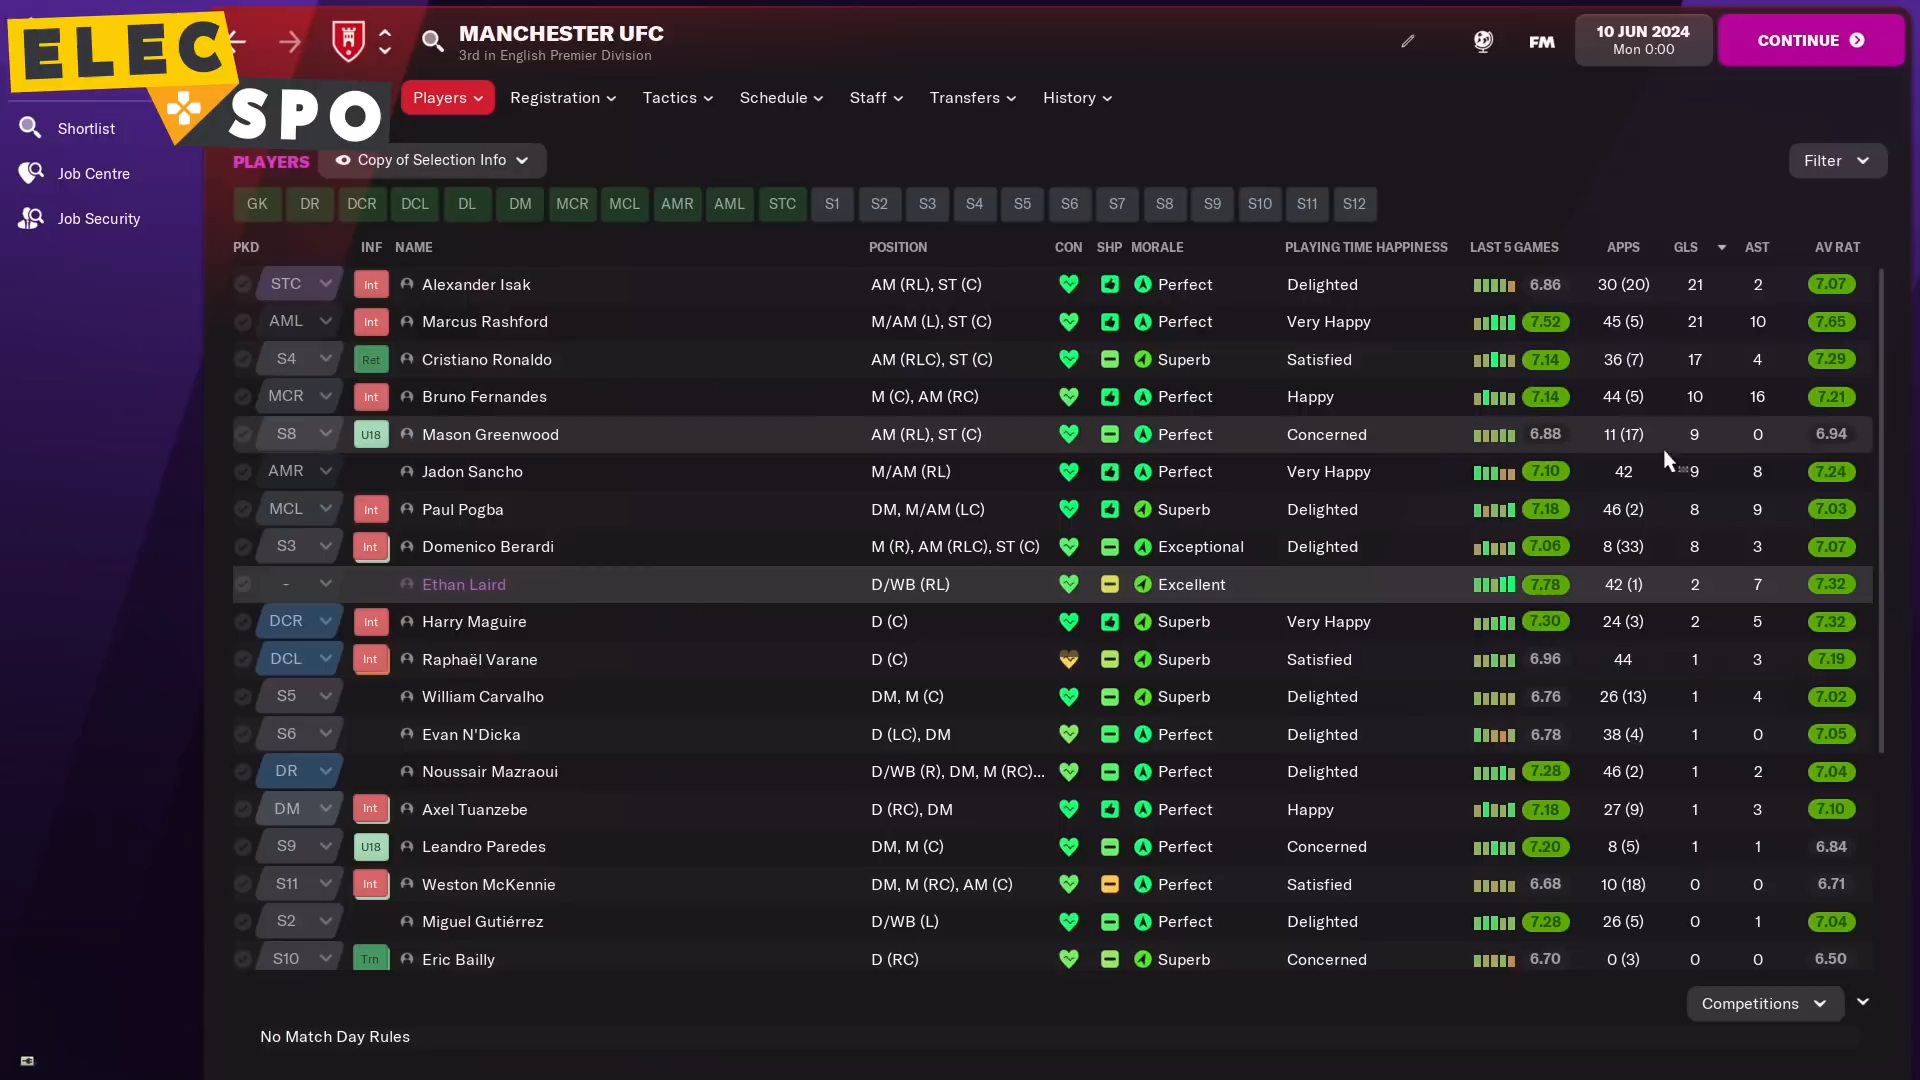 ELEC
SPO
MANCHESTER UFC
3rd in English Premier Division
FM
10 JUN 2024
Mon 0:00
CONTINUE
Players Registration Tactics Schedule Staff Transfers History
Shortlist
Job Centre
Job Security
PLAYERS Copy of Selection Info Filter
GK DR DCR DCL DL DM MCR MCL AMR AML STC S1 S2 S3 S4 S5 S6 S7 S8 S9 S10 S11 S12
PKD INF NAME POSITION CON SHP MORALE PLAYING TIME HAPPINESS LAST 5 GAMES APPS GLS AST AV RAT
STC Int Alexander Isak AM (RL), ST (C) Perfect Delighted 6.86 30 (20) 21 2 7.07
AML Int Marcus Rashford M/AM (L), ST (C) Perfect Very Happy 7.52 45 (5) 21 10 7.65
S4 Ret Cristiano Ronaldo AM (RLC), ST (C) Superb Satisfied 7.14 36 (7) 17 4 7.29
MCR Int Bruno Fernandes M (C), AM (RC) Perfect Happy 7.14 44 (5) 10 16 7.21
S8 U18 Mason Greenwood AM (RL), ST (C) Perfect Concerned 6.88 11 (17) 9 0 6.94
AMR Jadon Sancho M/AM (RL) Perfect Very Happy 7.10 42 9 8 7.24
MCL Int Paul Pogba DM, M/AM (LC) Superb Delighted 7.18 46 (2) 8 9 7.03
S3 Int Domenico Berardi M (R), AM (RLC), ST (C) Exceptional Delighted 7.06 8 (33) 8 3 7.07
- Ethan Laird D/WB (RL) Excellent 7.78 42 (1) 2 7 7.32
DCR Int Harry Maguire D (C) Superb Very Happy 7.30 24 (3) 2 5 7.32
DCL Int Raphaël Varane D (C) Superb Satisfied 6.96 44 1 3 7.19
S5 William Carvalho DM, M (C) Superb Delighted 6.76 26 (13) 1 4 7.02
S6 Evan N'Dicka D (LC), DM Perfect Delighted 6.78 38 (4) 1 0 7.05
DR Noussair Mazraoui D/WB (R), DM, M (RC)... Perfect Delighted 7.28 46 (2) 1 2 7.04
DM Int Axel Tuanzebe D (RC), DM Perfect Happy 7.18 27 (9) 1 3 7.10
S9 U18 Leandro Paredes DM, M (C) Perfect Concerned 7.20 8 (5) 1 1 6.84
S11 Int Weston McKennie DM, M (RC), AM (C) Perfect Satisfied 6.68 10 (18) 0 0 6.71
S2 Miguel Gutiérrez D/WB (L) Perfect Delighted 7.28 26 (5) 0 1 7.04
S10 Trn Eric Bailly D (RC) Superb Concerned 6.70 0 (3) 0 0 6.50
Competitions
No Match Day Rules